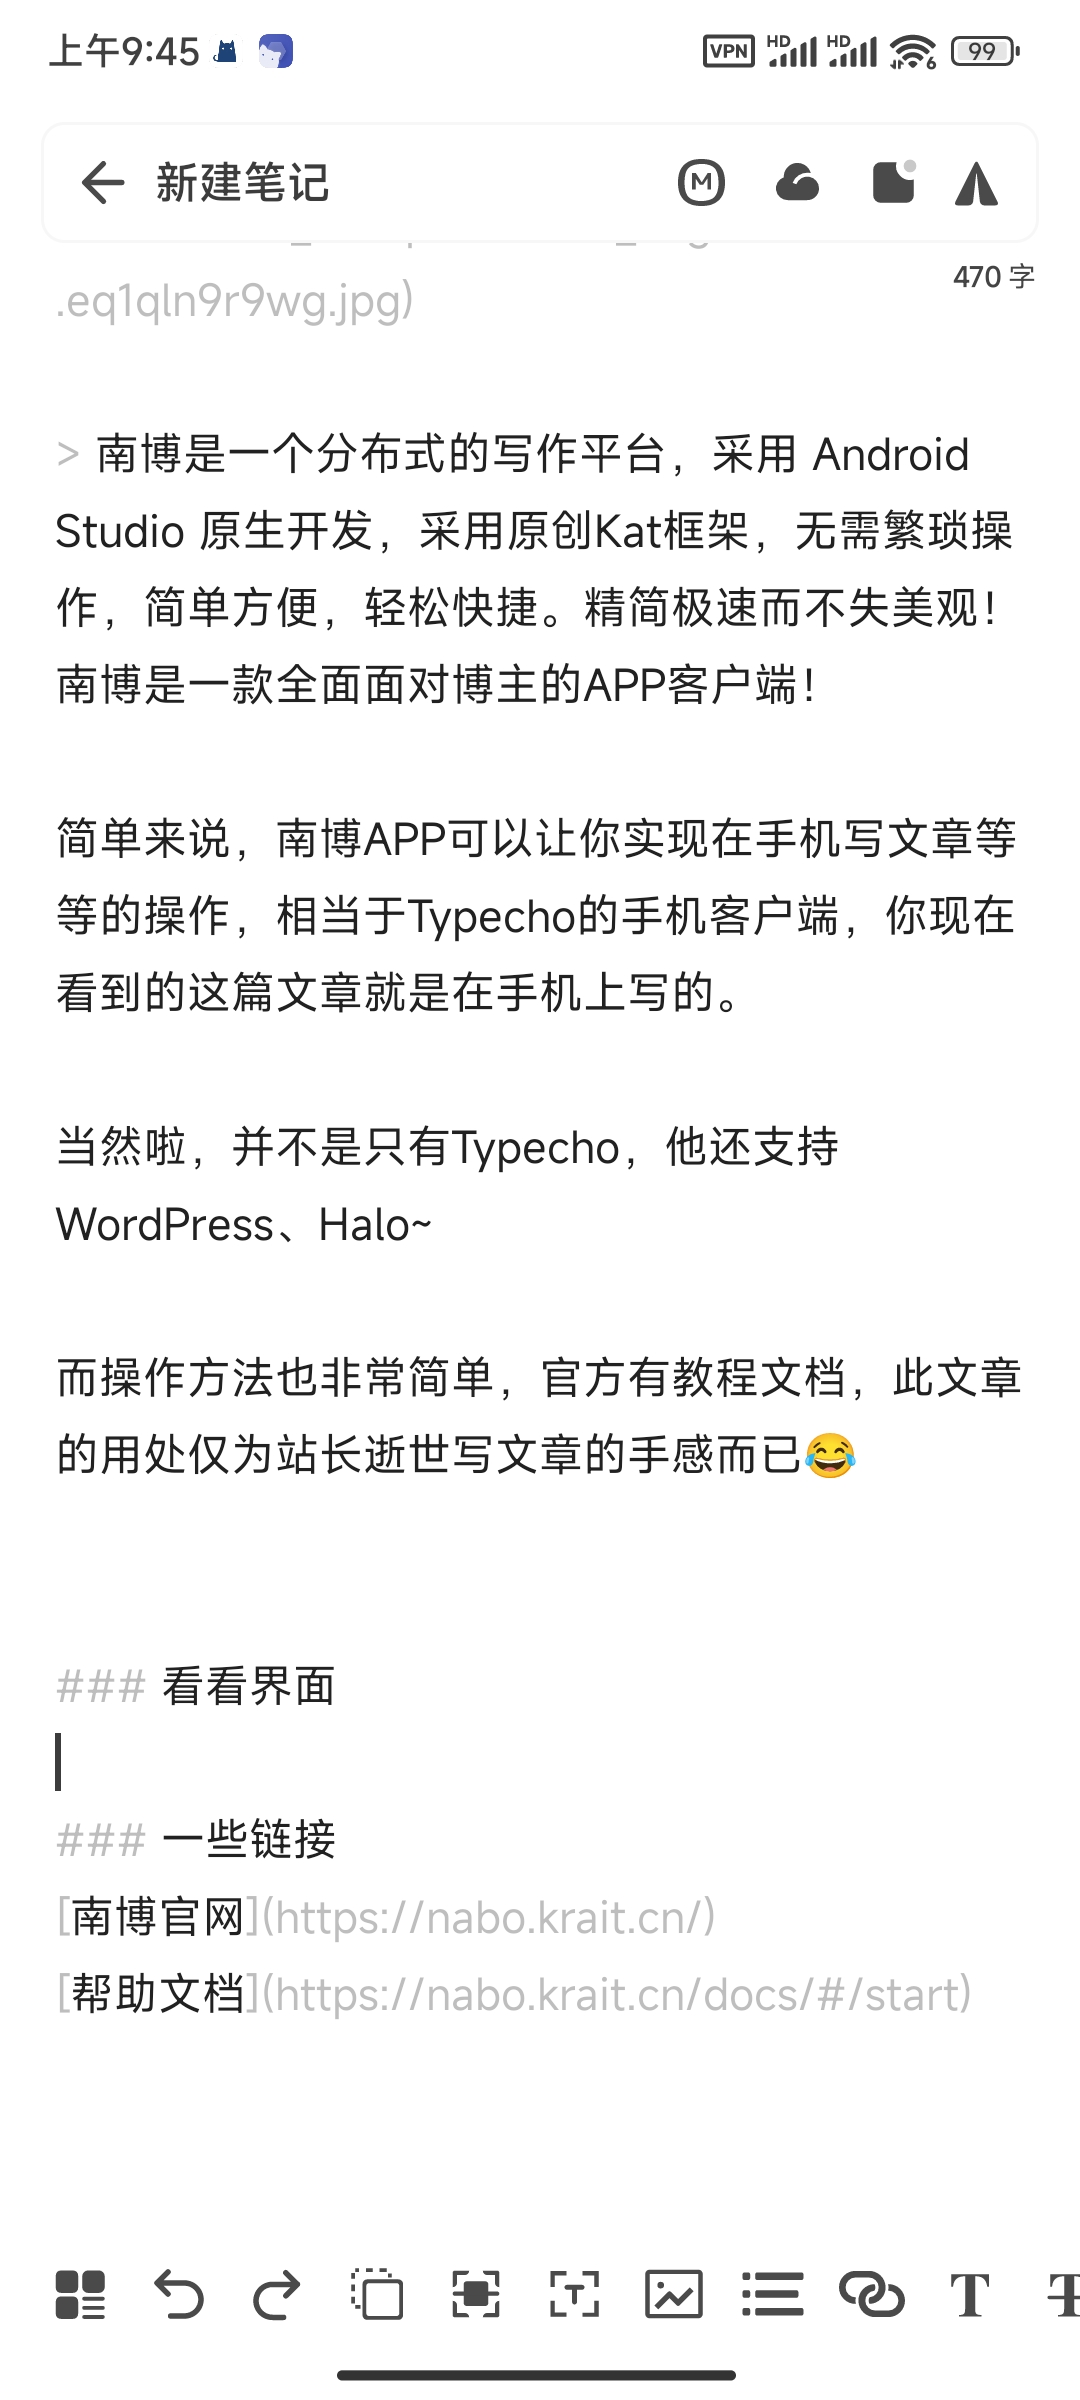 上午9:45
VPN HD HD 6 99
新建笔记
M
470 字
.eq1qln9r9wg.jpg)
> 南博是一个分布式的写作平台，采用 Android
Studio 原生开发，采用原创Kat框架，无需繁琐操
作，简单方便，轻松快捷。精简极速而不失美观！
南博是一款全面面对博主的APP客户端！
简单来说，南博APP可以让你实现在手机写文章等
等的操作，相当于Typecho的手机客户端，你现在
看到的这篇文章就是在手机上写的。
当然啦，并不是只有Typecho，他还支持
WordPress、Halo~
而操作方法也非常简单，官方有教程文档，此文章
的用处仅为站长逝世写文章的手感而已😂
### 看看界面
### 一些链接
[南博官网](https://nabo.krait.cn/)
[帮助文档](https://nabo.krait.cn/docs/#/start)
T T T